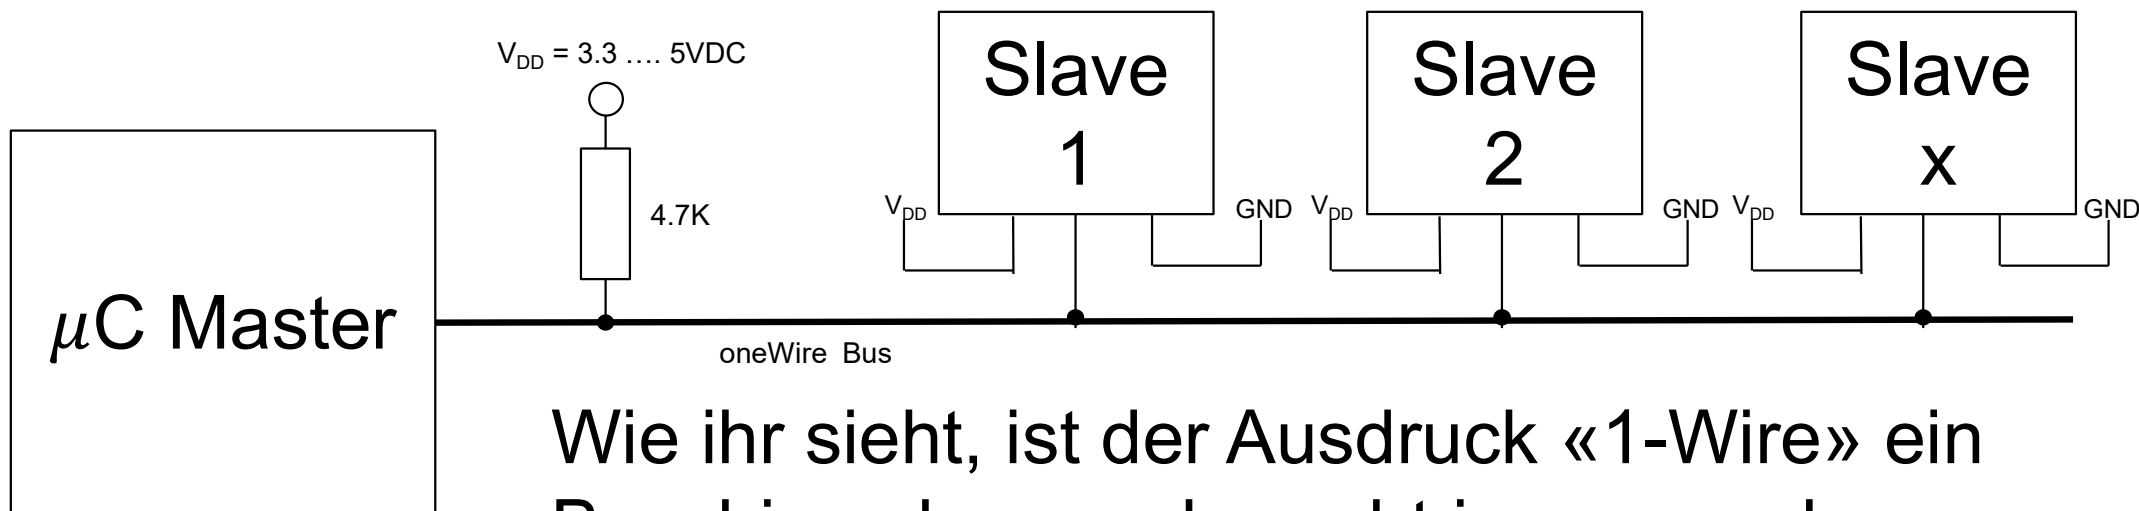 V_DD = 3.3 .... 5VDC
4.7K
μC Master
oneWire Bus
Slave
1
V_DD
GND
Slave
2
V_DD
GND
Slave
x
V_DD
GND
Wie ihr sieht, ist der Ausdruck «1-Wire» ein